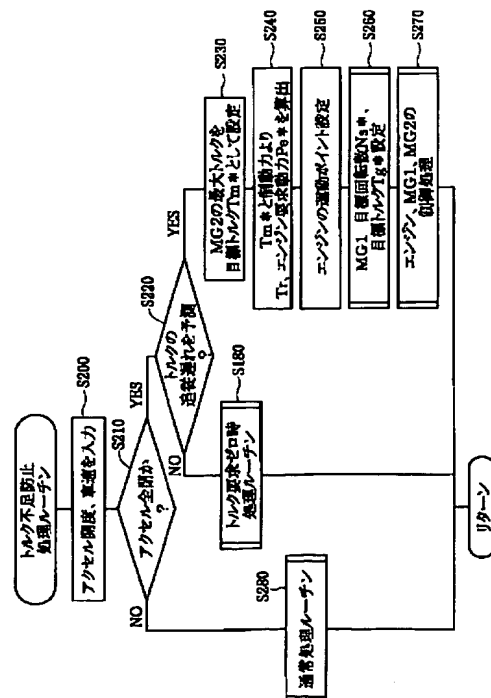 トルク不足防止
処理ルーチン
S200
アクセル開度、車速を入力
S210
アクセル全閉か
?
NO
YES
S220
トルクの
追従遅れを予測
?
NO
YES
S230
MG2の最大トルクを
目標トルクTm*として設定
S240
Tm*と制動力より
Tr、エンジン要求動力Pe*を算出
S250
エンジンの運動ポイント設定
S260
MG1 目標回転数Ns*、
目標トルクTg*設定
S270
エンジン、MG1、MG2の
制御処理
S180
トルク要求ゼロ時
処理ルーチン
S280
通常処理ルーチン
リターン